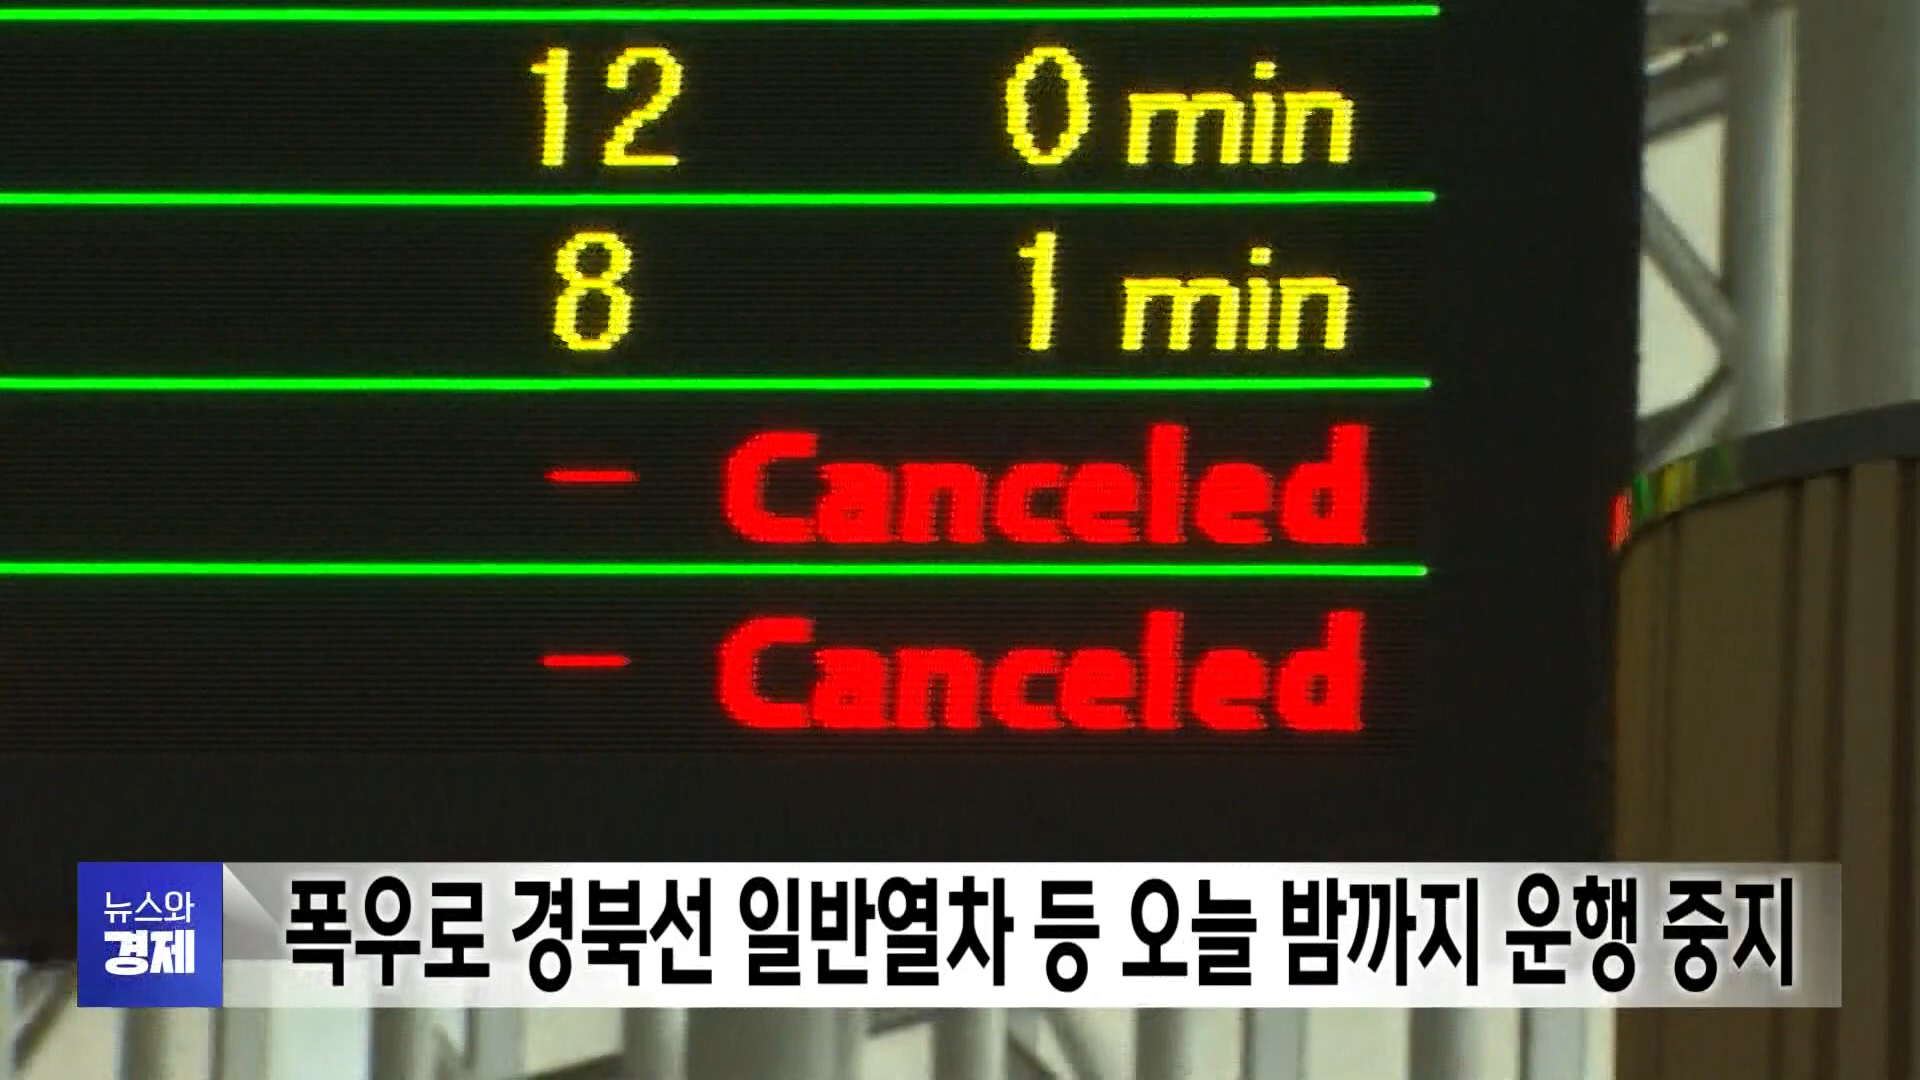 12 0 min
8 1 min
- Canceled
- Canceled
뉴스와
경제
폭우로 경북선 일반열차 등 오늘 밤까지 운행 중지